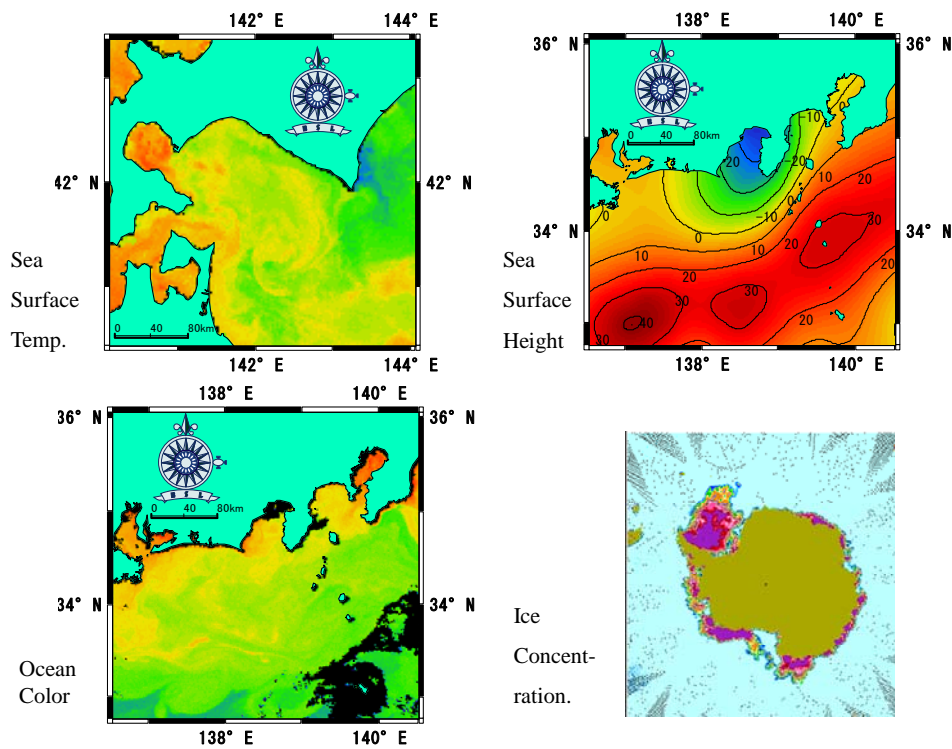 142° E 144° E
42° N 42° N
Sea
Surface
Temp.
0 40 80km
142° E 144° E
138° E 140° E
36° N 36° N
0 40 80km
-10
20
-20
10
0
-10
20
30
0
34° N 34° N
0
10
10
20
20
30
30
20
40
30
20
Sea
Surface
Height
138° E 140° E
138° E 140° E
36° N 36° N
0 40 80km
34° N 34° N
Ocean
Color
138° E 140° E
Ice
Concent-
ration.